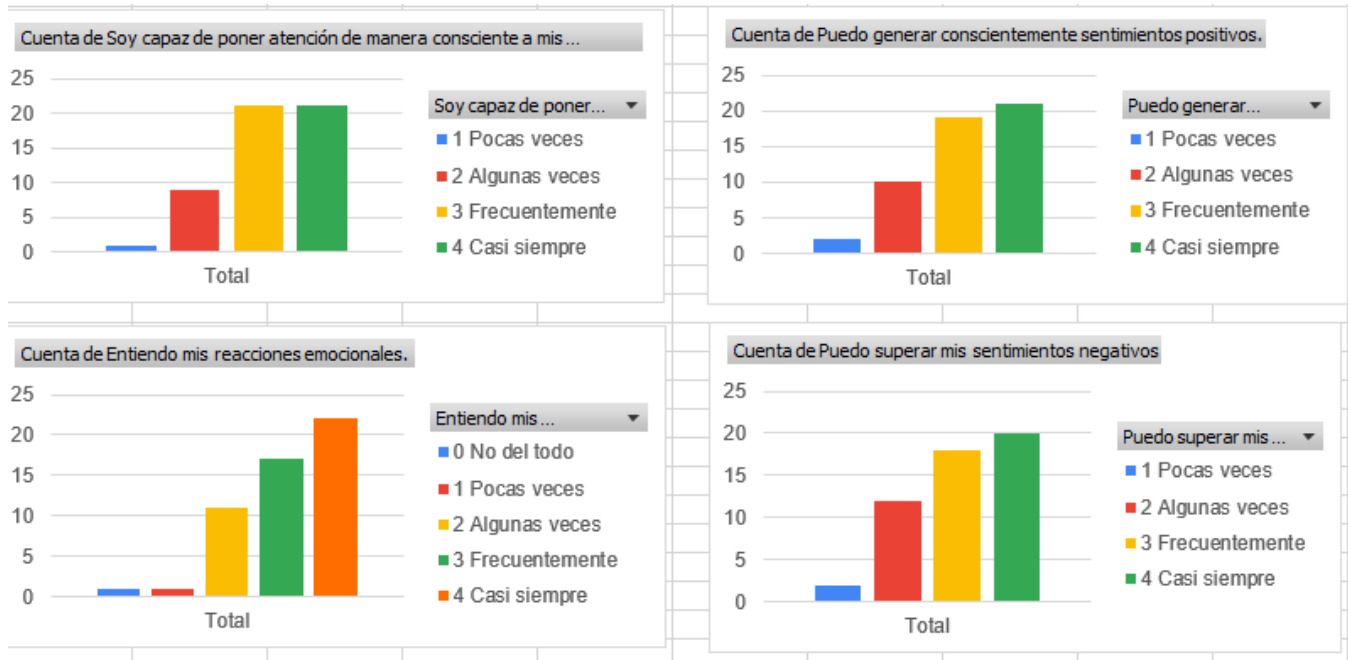 Cuenta de Soy capaz de poner atención de manera consciente a mis ...
25
20
15
10
5
0
Total
Soy capaz de poner...
1 Pocas veces
2 Algunas veces
3 Frecuentemente
4 Casi siempre
Cuenta de Puedo generar conscientemente sentimientos positivos.
25
20
15
10
5
0
Total
Puedo generar...
1 Pocas veces
2 Algunas veces
3 Frecuentemente
4 Casi siempre
Cuenta de Entiendo mis reacciones emocionales.
25
20
15
10
5
0
Total
Entiendo mis ...
0 No del todo
1 Pocas veces
2 Algunas veces
3 Frecuentemente
4 Casi siempre
Cuenta de Puedo superar mis sentimientos negativos
25
20
15
10
5
0
Total
Puedo superar mis ...
1 Pocas veces
2 Algunas veces
3 Frecuentemente
4 Casi siempre